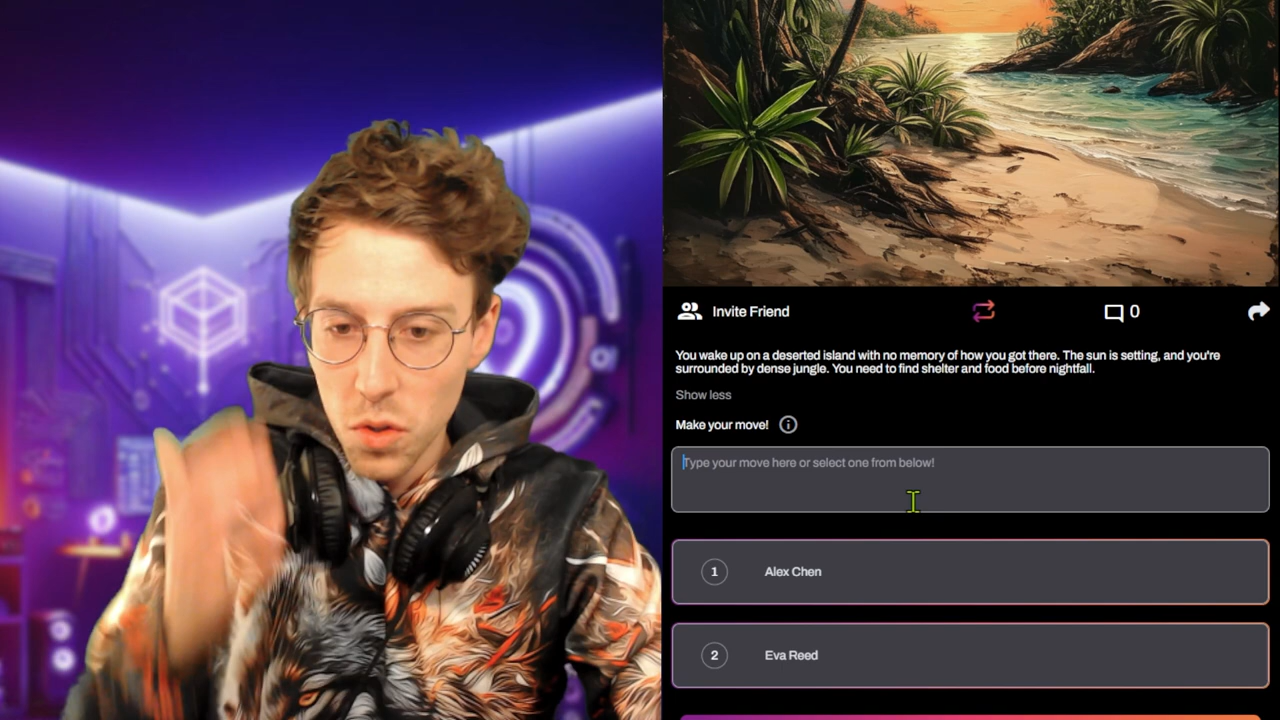 Invite Friend
0
You wake up on a deserted island with no memory of how you got there. The sun is setting, and you're
surrounded by dense jungle. You need to find shelter and food before nightfall.
Show less
Make your move!
Type your move here or select one from below!
1 Alex Chen
2 Eva Reed